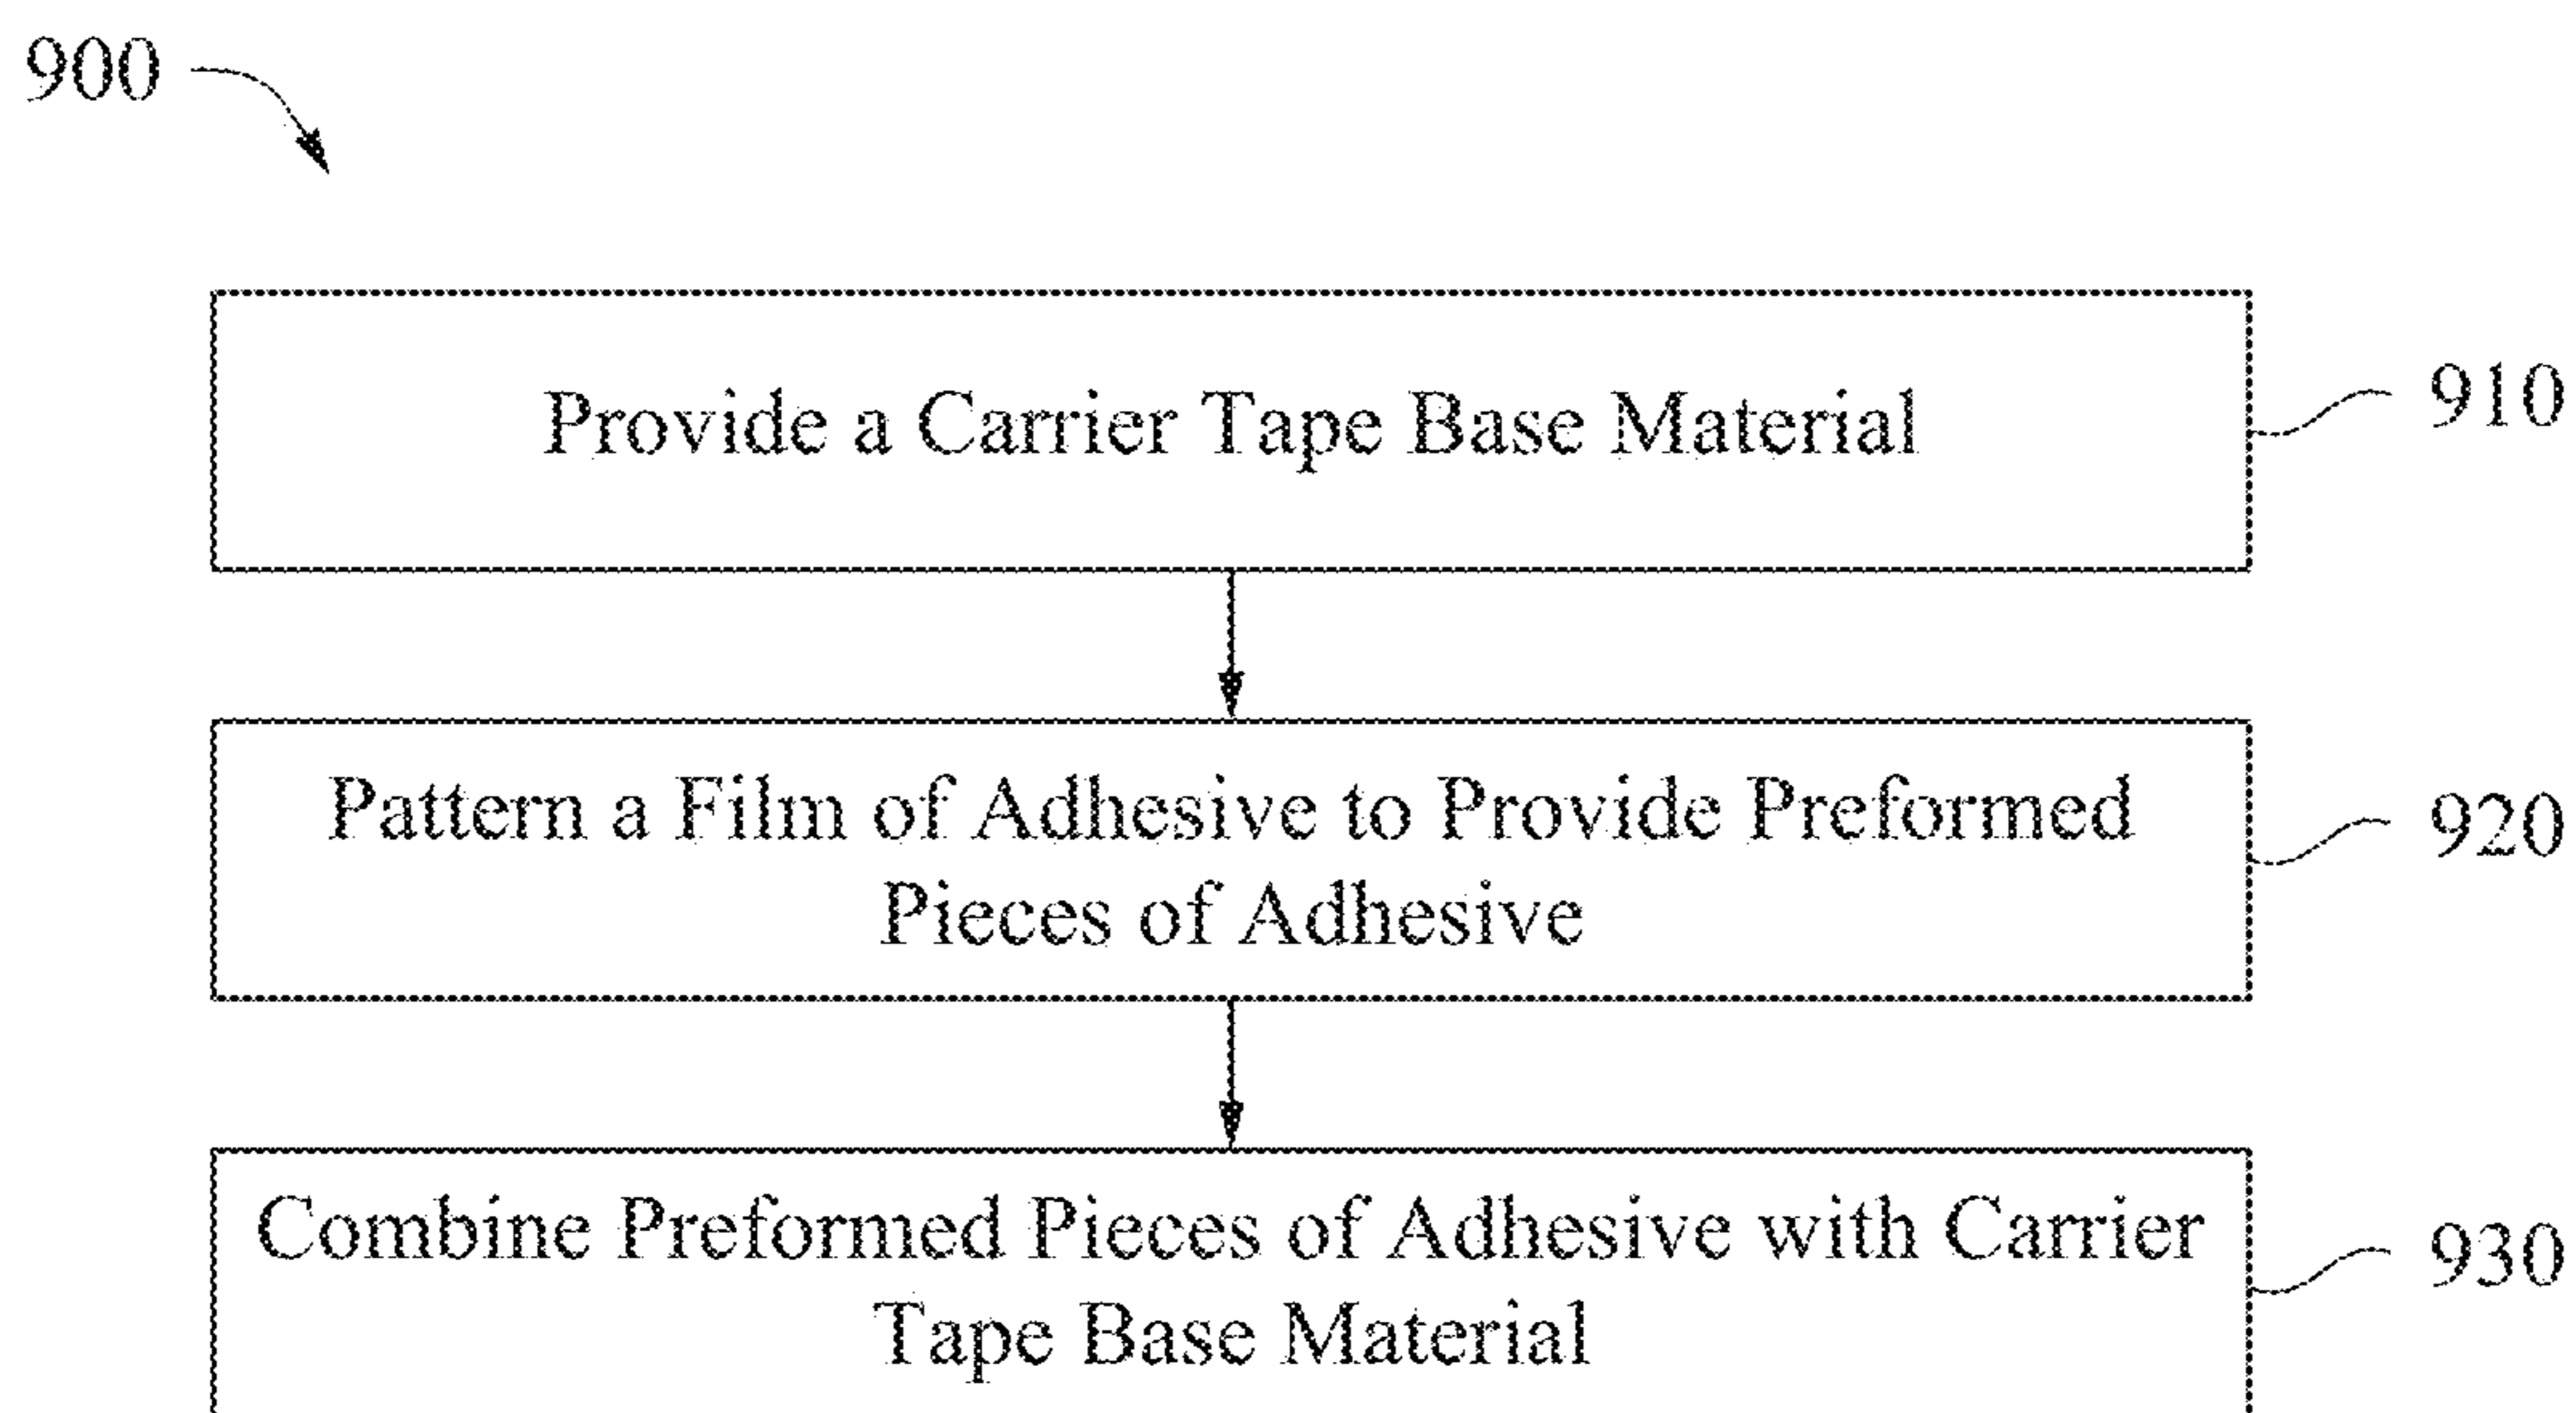 900
Provide a Carrier Tape Base Material
910
Pattern a Film of Adhesive to Provide Preformed
Pieces of Adhesive
920
Combine Preformed Pieces of Adhesive with Carrier
Tape Base Material
930